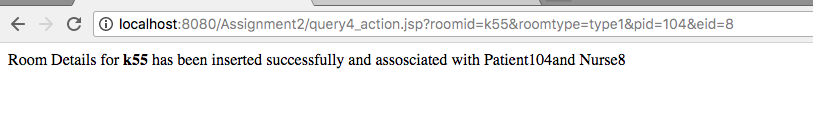 localhost:8080/Assignment2/query4_action.jsp?roomid=k55&roomtype=type1&pid=104&eid=8
Room Details for k55 has been inserted successfully and assosciated with Patient104and Nurse8